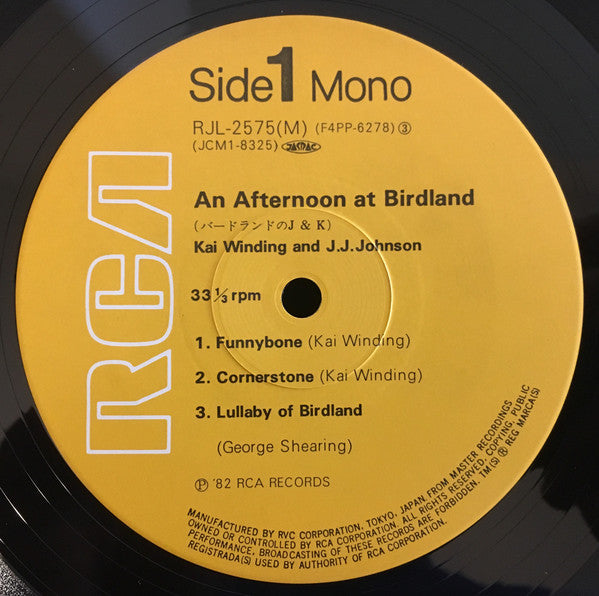 Side 1 Mono
RJL-2575(M) (F4PP-6278) ③
(JCM1-8325) JASRAC
RCA
An Afternoon at Birdland
(バードランドのJ & K)
Kai Winding and J.J.Johnson
33 ⅓ rpm
1. Funnybone (Kai Winding)
2. Cornerstone (Kai Winding)
3. Lullaby of Birdland
(George Shearing)
Ⓟ '82 RCA RECORDS
MANUFACTURED BY RVC CORPORATION, TOKYO, JAPAN FROM MASTER RECORDINGS
OWNED OR CONTROLLED BY RCA CORPORATION. ALL RIGHTS RESERVED, COPYING, PUBLIC
PERFORMANCE, BROADCASTING OF THESE RECORDS ARE FORBIDDEN. TM(S) ® REG MARCA(S)
REGISTRADA(S) USED BY AUTHORITY OF RCA CORPORATION.